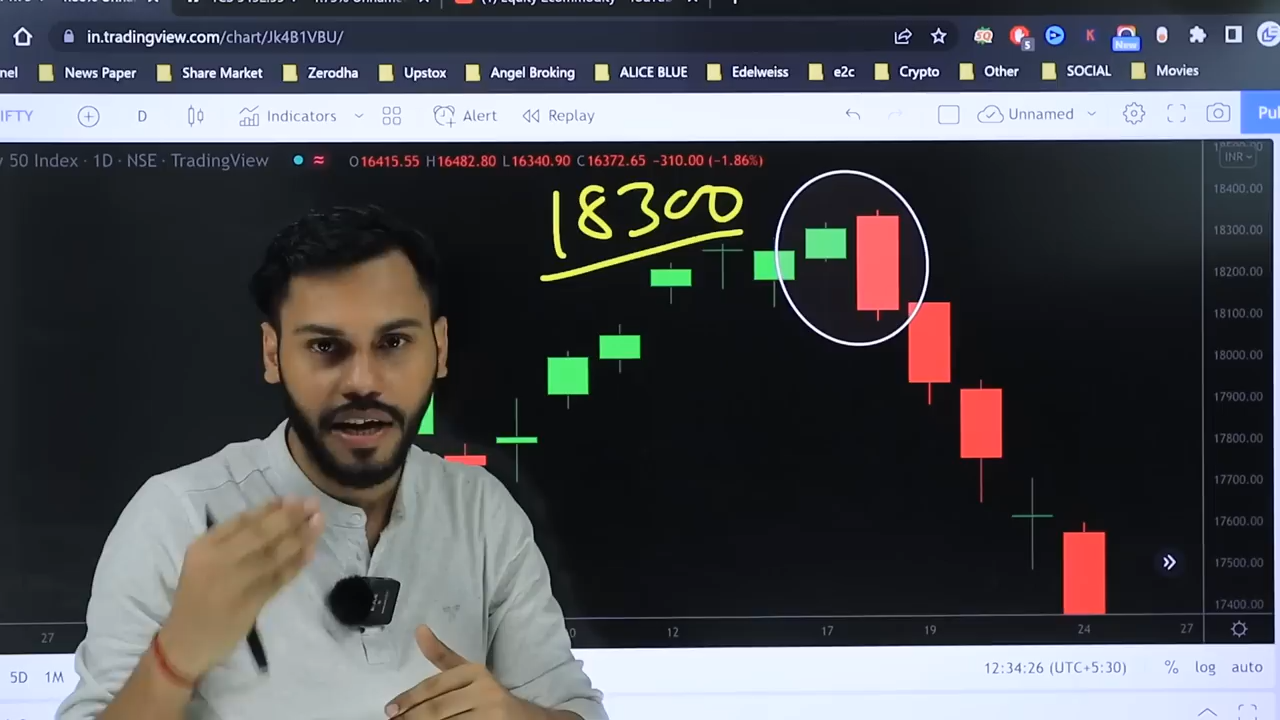 in.tradingview.com/chart/Jk4B1VBU/
5
New
nel News Paper Share Market Zerodha Upstox Angel Broking ALICE BLUE Edelweiss e2c Crypto Other SOCIAL Movies
IFTY D Indicators Alert Replay Unnamed Pul
50 Index · 1D · NSE · TradingView O16415.55 H16482.80 L16340.90 C16372.65 −310.00 (−1.86%)
INR
18300
18400.00
18300.00
18200.00
18100.00
18000.00
17900.00
17800.00
17700.00
17600.00
17500.00
17400.00
27 12 17 19 24 27
5D 1M 12:34:26 (UTC+5:30) % log auto